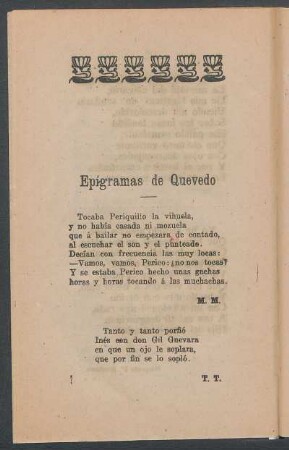 Epigramas de Quevedo
Tocaba Periquillo la vihuela,
y no había casada ni mozuela
que á bailar no empezara de contado,
al escuchar el son y el punteado.
Decían con frecuencia las muy locas:
—Vamos, vamos, Perico: ¿no nos tocas?
Y se estaba Perico hecho unas gachas
horas y horas tocando á las muchachas.
M. M.
Tanto y tanto porfió
Inés con don Gil Guevara
en que un ojo le soplara,
que por fin se lo sopló.
T. T.